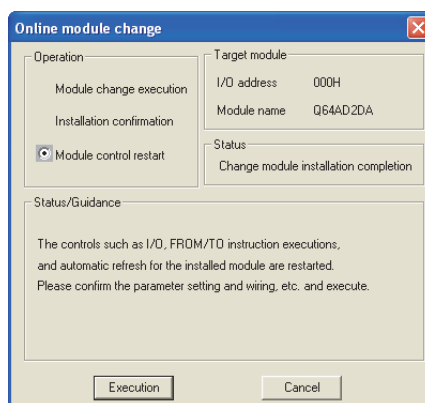 Online module change
Operation
Module change execution
Installation confirmation
Module control restart
Target module
I/O address 000H
Module name Q64AD2DA
Status
Change module installation completion
Status/Guidance
The controls such as I/O, FROM/TO instruction executions,
and automatic refresh for the installed module are restarted.
Please confirm the parameter setting and wiring, etc. and execute.
Execution Cancel